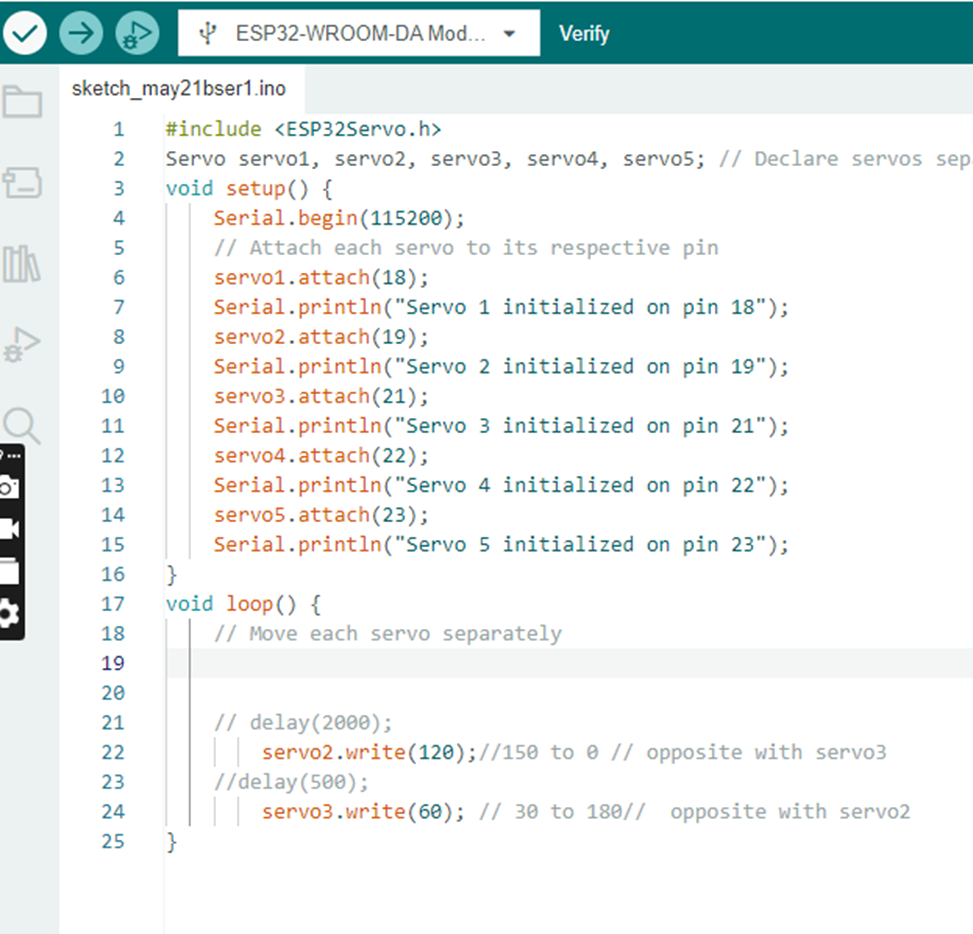 ESP32-WROOM-DA Mod... Verify
sketch_may21bser1.ino
1 #include <ESP32Servo.h>
2 Servo servo1, servo2, servo3, servo4, servo5; // Declare servos sep
3 void setup() {
4 Serial.begin(115200);
5 // Attach each servo to its respective pin
6 servo1.attach(18);
7 Serial.println("Servo 1 initialized on pin 18");
8 servo2.attach(19);
9 Serial.println("Servo 2 initialized on pin 19");
10 servo3.attach(21);
11 Serial.println("Servo 3 initialized on pin 21");
12 servo4.attach(22);
13 Serial.println("Servo 4 initialized on pin 22");
14 servo5.attach(23);
15 Serial.println("Servo 5 initialized on pin 23");
16 }
17 void loop() {
18 // Move each servo separately
19
20
21 // delay(2000);
22 servo2.write(120);//150 to 0 // opposite with servo3
23 //delay(500);
24 servo3.write(60); // 30 to 180// opposite with servo2
25 }